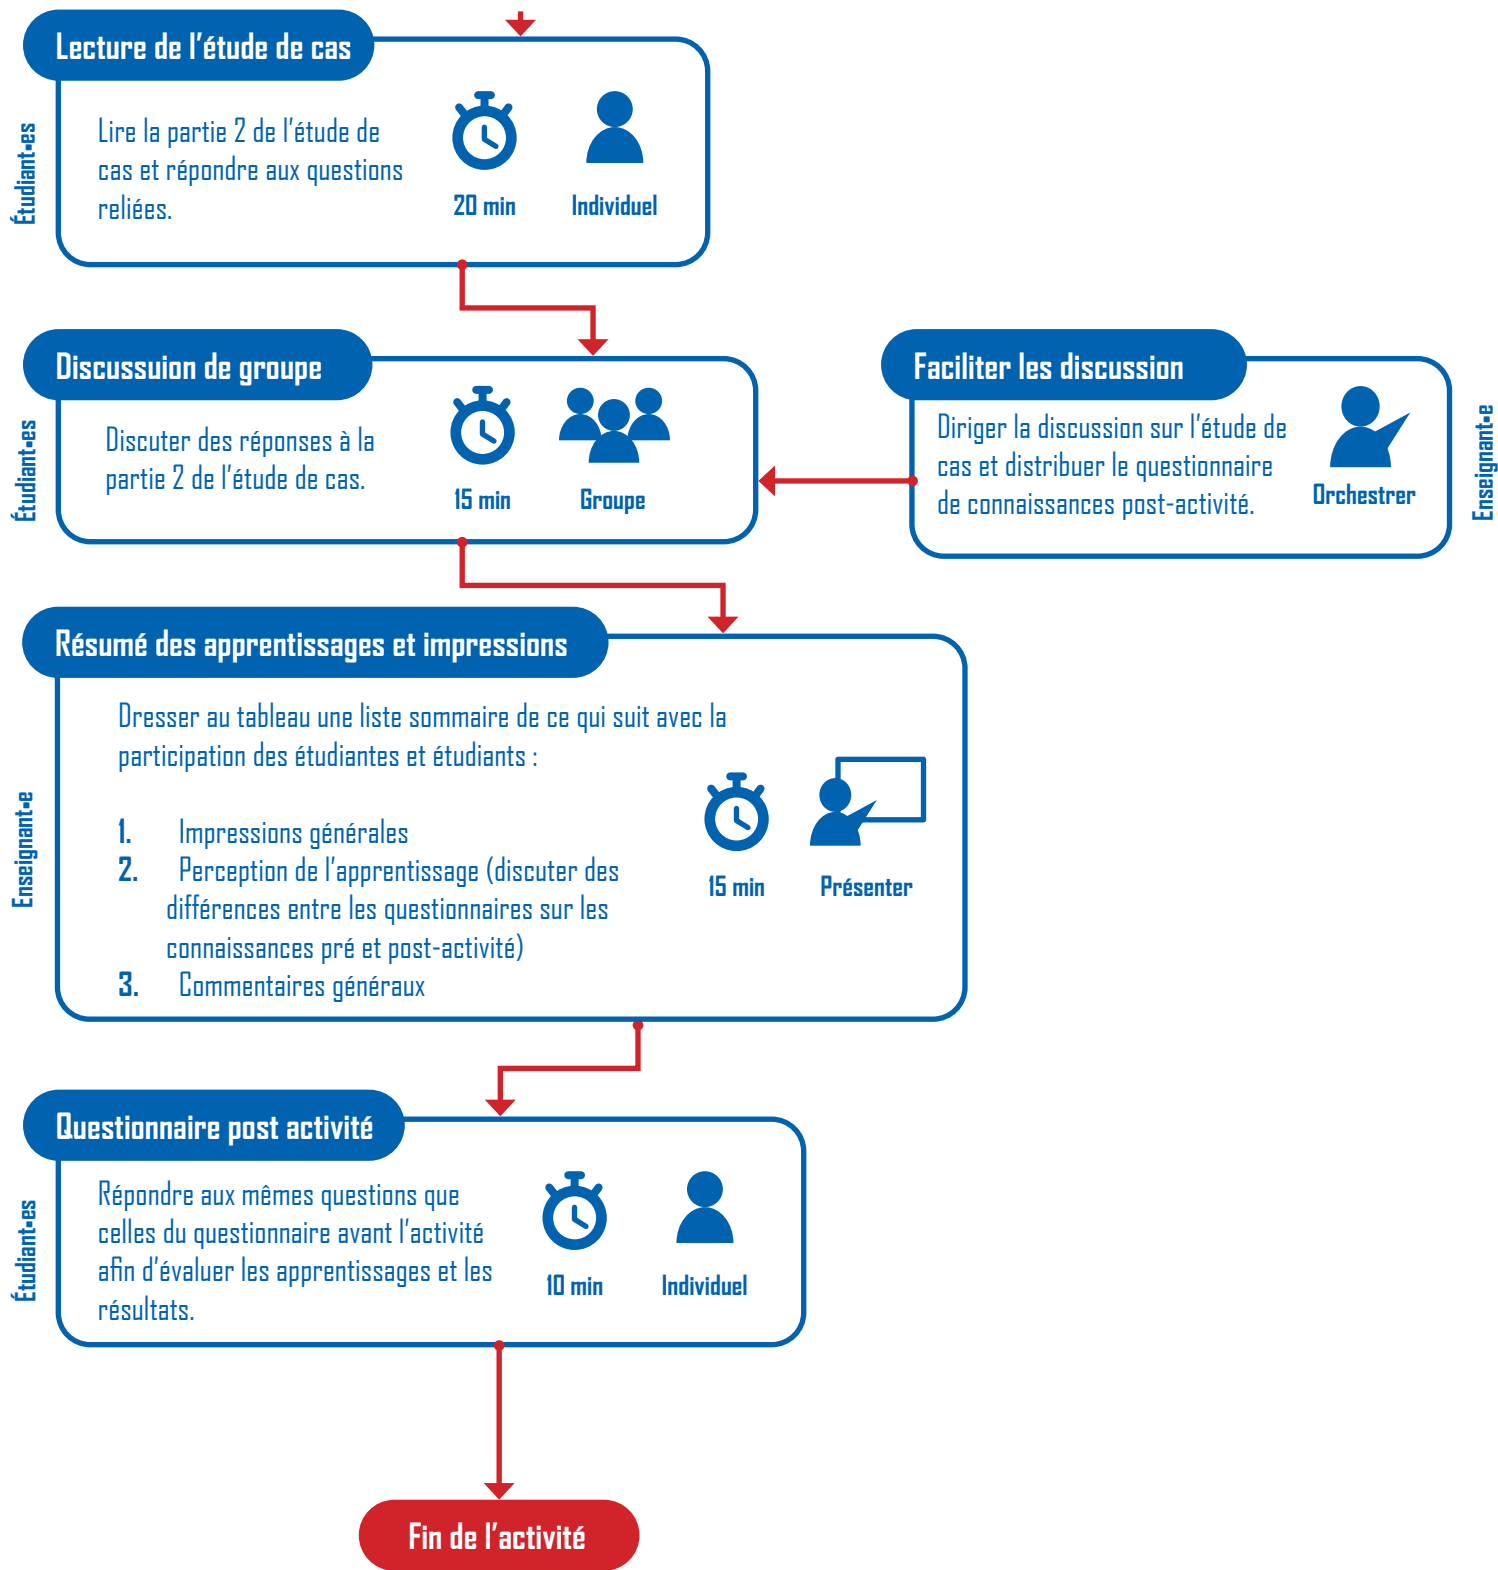 Lecture de l'étude de cas
Étudiant•es
Lire la partie 2 de l'étude de
cas et répondre aux questions
reliées.
20 min
Individuel
Discussuion de groupe
Étudiant•es
Discuter des réponses à la
partie 2 de l'étude de cas.
15 min
Groupe
Faciliter les discussion
Diriger la discussion sur l'étude de
cas et distribuer le questionnaire
de connaissances post-activité.
Orchestrer
Enseignant•e
Résumé des apprentissages et impressions
Enseignant•e
Dresser au tableau une liste sommaire de ce qui suit avec la
participation des étudiantes et étudiants :
1. Impressions générales
2. Perception de l'apprentissage (discuter des
différences entre les questionnaires sur les
connaissances pré et post-activité)
3. Commentaires généraux
15 min
Présenter
Questionnaire post activité
Étudiant•es
Répondre aux mêmes questions que
celles du questionnaire avant l'activité
afin d'évaluer les apprentissages et les
résultats.
10 min
Individuel
Fin de l'activité